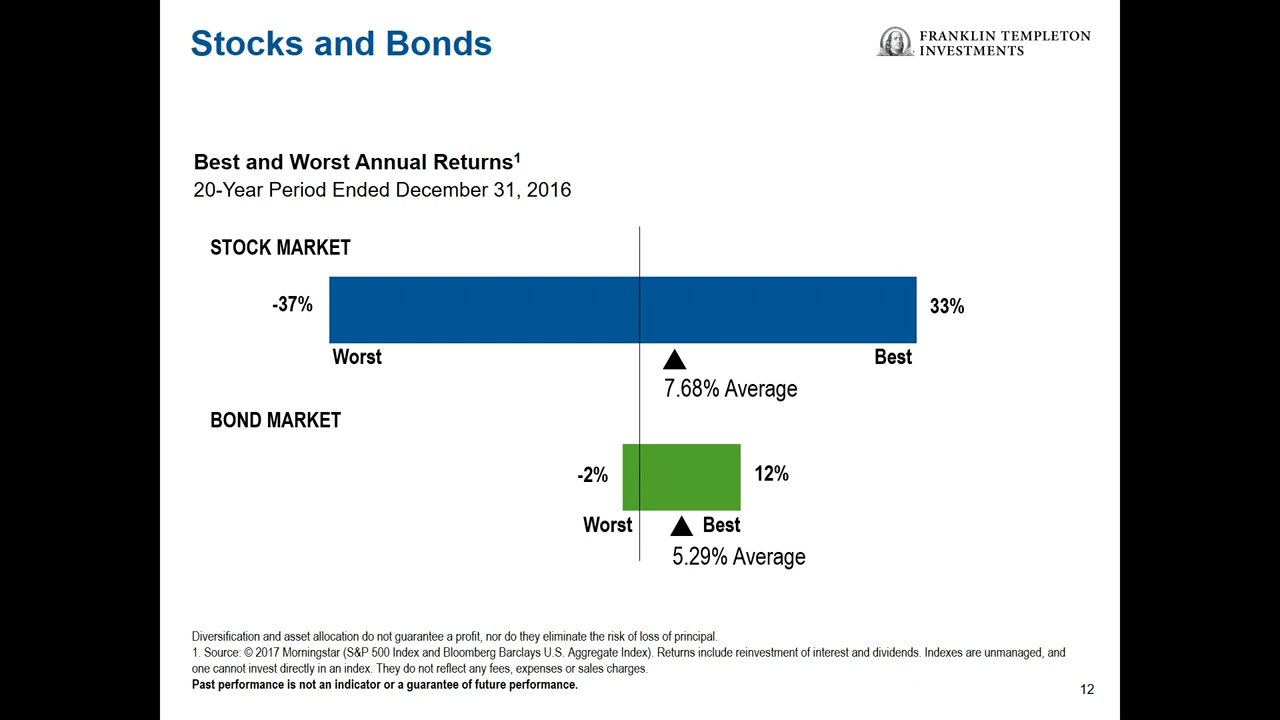 Stocks and Bonds
FRANKLIN TEMPLETON
INVESTMENTS
Best and Worst Annual Returns¹
20-Year Period Ended December 31, 2016
STOCK MARKET
-37%
33%
Worst
Best
7.68% Average
BOND MARKET
-2%
12%
Worst
Best
5.29% Average
Diversification and asset allocation do not guarantee a profit, nor do they eliminate the risk of loss of principal.
1. Source: © 2017 Morningstar (S&P 500 Index and Bloomberg Barclays U.S. Aggregate Index). Returns include reinvestment of interest and dividends. Indexes are unmanaged, and
one cannot invest directly in an index. They do not reflect any fees, expenses or sales charges.
Past performance is not an indicator or a guarantee of future performance.
12